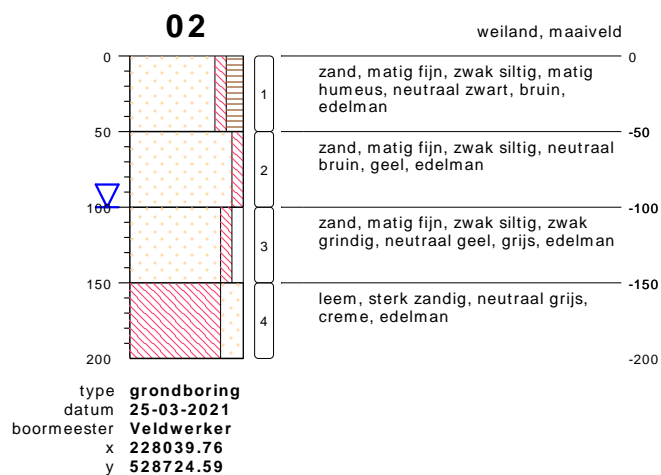 02
weiland, maaiveld
0
50
100
150
200
1
2
3
4
zand, matig fijn, zwak siltig, matig
humeus, neutraal zwart, bruin,
edelman
zand, matig fijn, zwak siltig, neutraal
bruin, geel, edelman
zand, matig fijn, zwak siltig, zwak
grindig, neutraal geel, grijs, edelman
leem, sterk zandig, neutraal grijs,
creme, edelman
0
-50
-100
-150
-200
type grondboring
datum 25-03-2021
boormeester Veldwerker
x 228039.76
y 528724.59